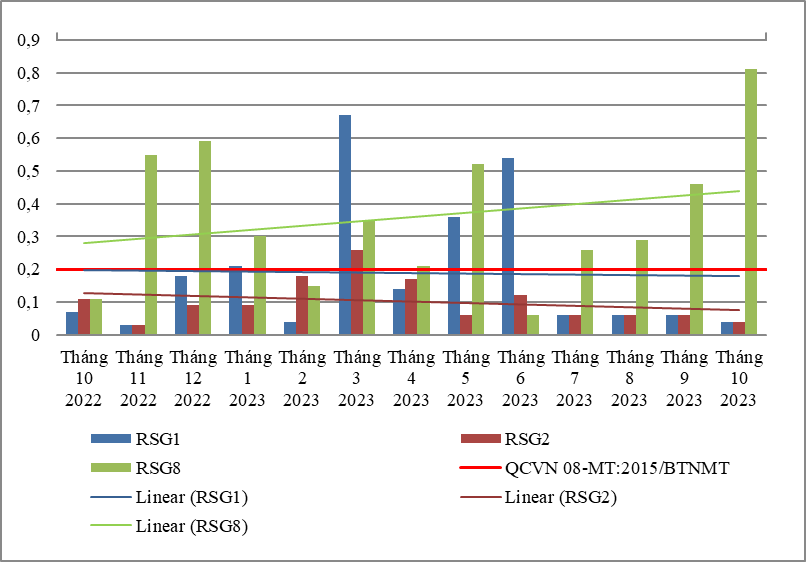 0,9
0,8
0,7
0,6
0,5
0,4
0,3
0,2
0,1
0
Tháng 10 2022
Tháng 11 2022
Tháng 12 2022
Tháng 1 2023
Tháng 2 2023
Tháng 3 2023
Tháng 4 2023
Tháng 5 2023
Tháng 6 2023
Tháng 7 2023
Tháng 8 2023
Tháng 9 2023
Tháng 10 2023
RSG1
RSG2
RSG8
QCVN 08-MT:2015/BTNMT
Linear (RSG1)
Linear (RSG2)
Linear (RSG8)